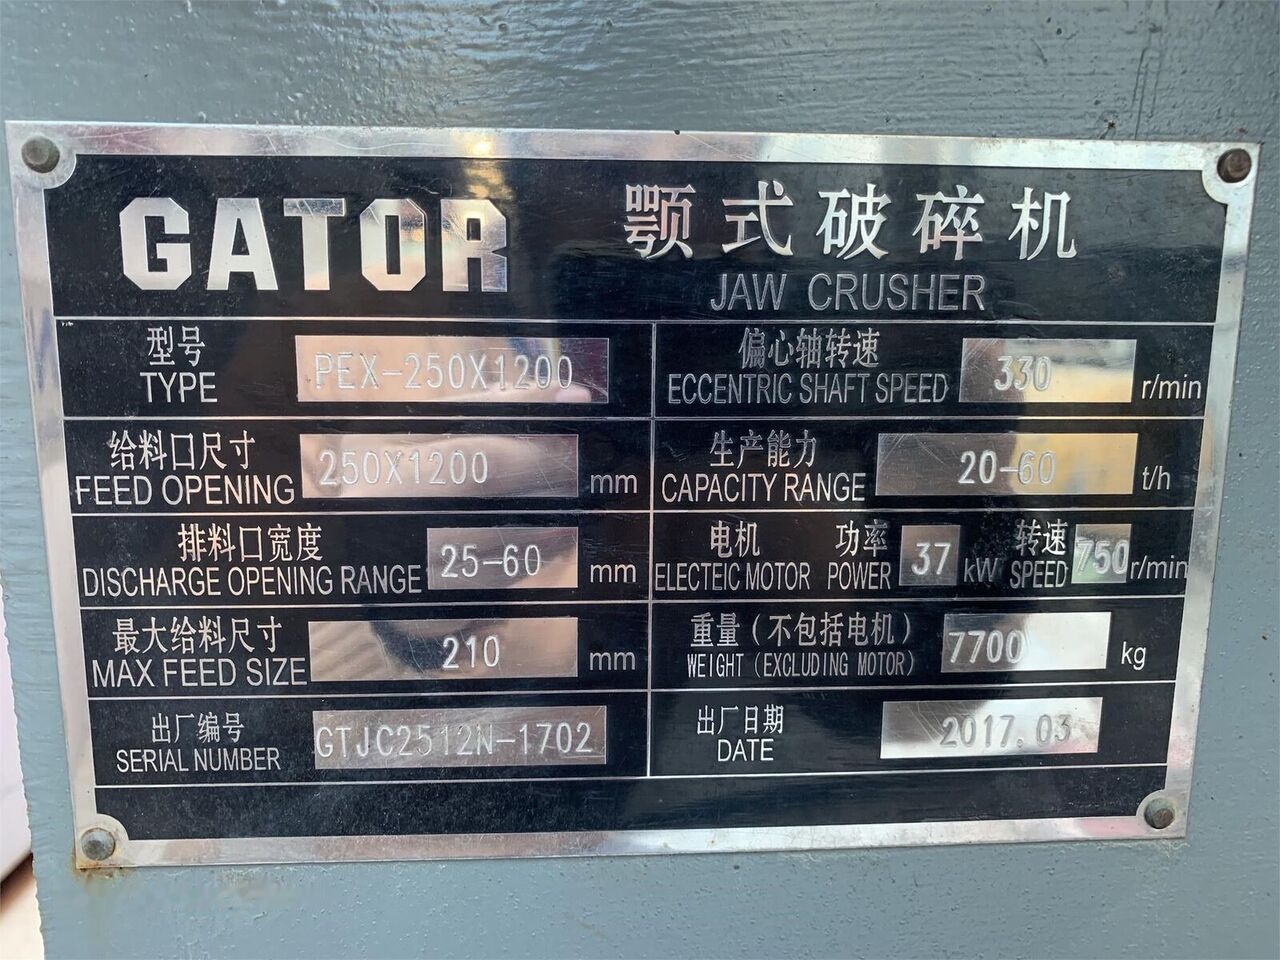 GATOR 颚式破碎机
JAW CRUSHER
型号
TYPE PEX-250X1200
偏心轴转速
ECCENTRIC SHAFT SPEED 330 r/min
给料口尺寸
FEED OPENING 250X1200 mm
生产能力
CAPACITY RANGE 20-60 t/h
排料口宽度
DISCHARGE OPENING RANGE 25-60 mm
电机 功率 转速
ELECTEIC MOTOR POWER 37 kW SPEED 750 r/min
最大给料尺寸
MAX FEED SIZE 210 mm
重量(不包括电机)
WEIGHT (EXCLUDING MOTOR) 7700 kg
出厂编号
SERIAL NUMBER GTJC2512N-1702
出厂日期
DATE 2017.03